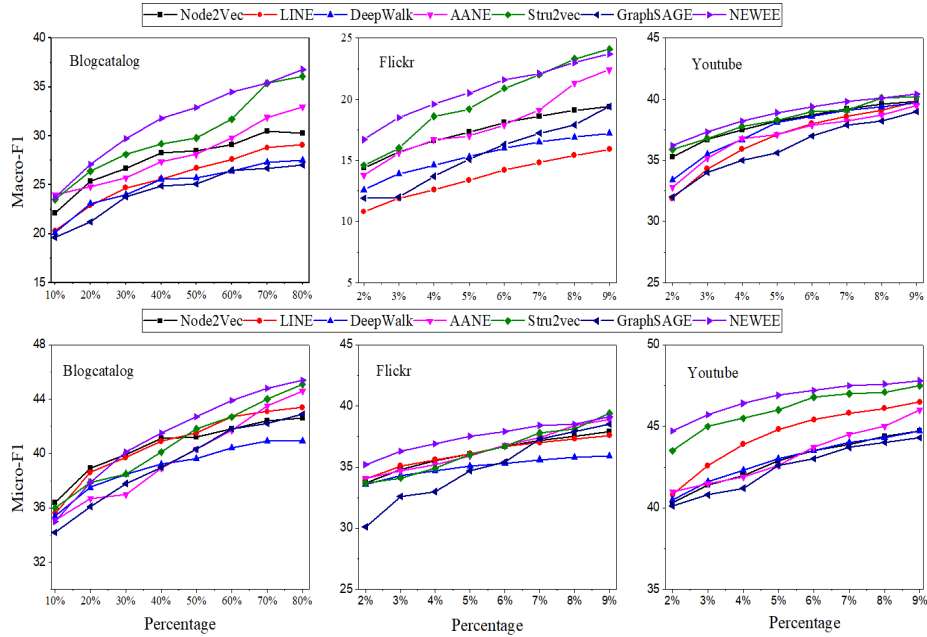 Node2Vec LINE DeepWalk AANE Stru2vec GraphSAGE NEWEE
Macro-F1
Blogcatalog
40
35
30
25
20
15
10% 20% 30% 40% 50% 60% 70% 80%
Flickr
25
20
15
10
5
2% 3% 4% 5% 6% 7% 8% 9%
Youtube
45
40
35
30
25
2% 3% 4% 5% 6% 7% 8% 9%
Node2Vec LINE DeepWalk AANE Stru2vec GraphSAGE NEWEE
Micro-F1
Blogcatalog
48
44
40
36
32
10% 20% 30% 40% 50% 60% 70% 80%
Percentage
Flickr
45
40
35
30
25
2% 3% 4% 5% 6% 7% 8% 9%
Percentage
Youtube
50
45
40
35
2% 3% 4% 5% 6% 7% 8% 9%
Percentage